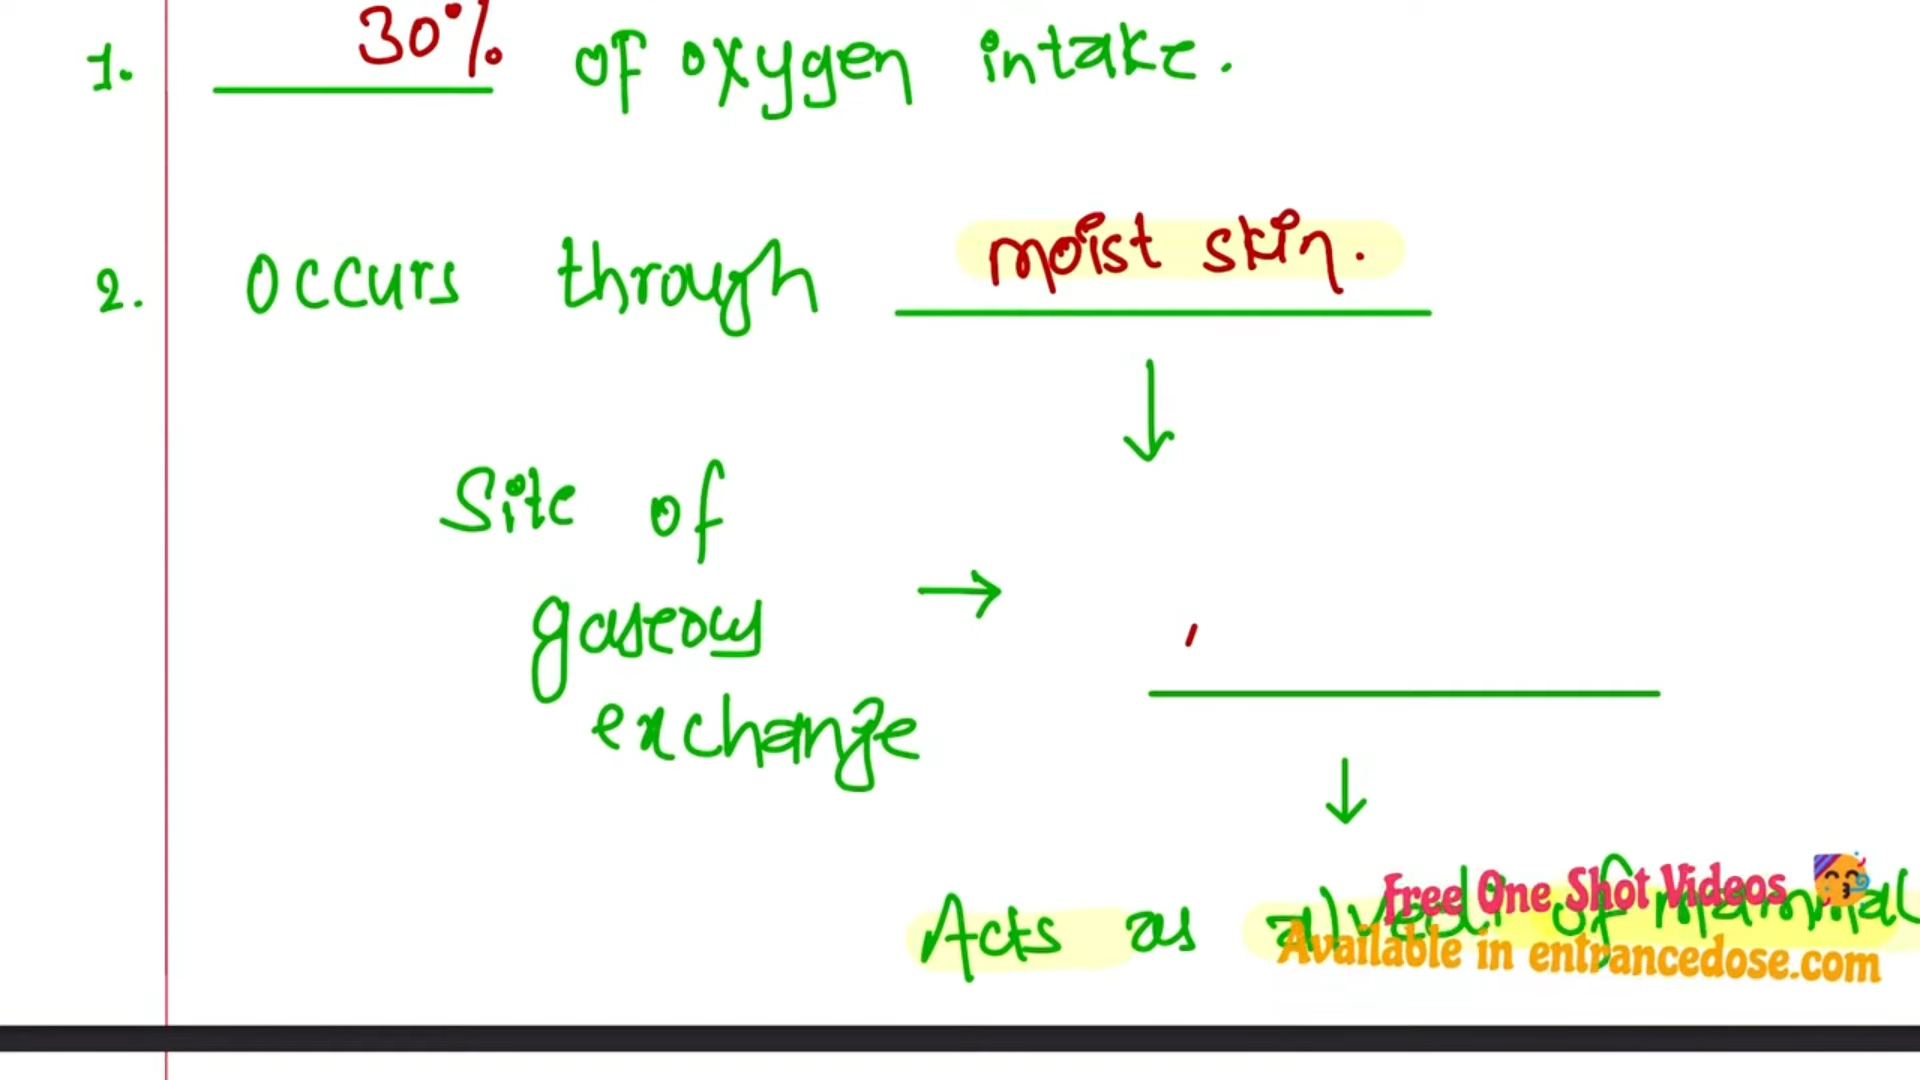 1. 30% of oxygen intake.
2. Occurs through moist skin.
Site of
gaseous
exchange
Acts as alveoli of mammal
Free One Shot Videos
Available in entrancedose.com